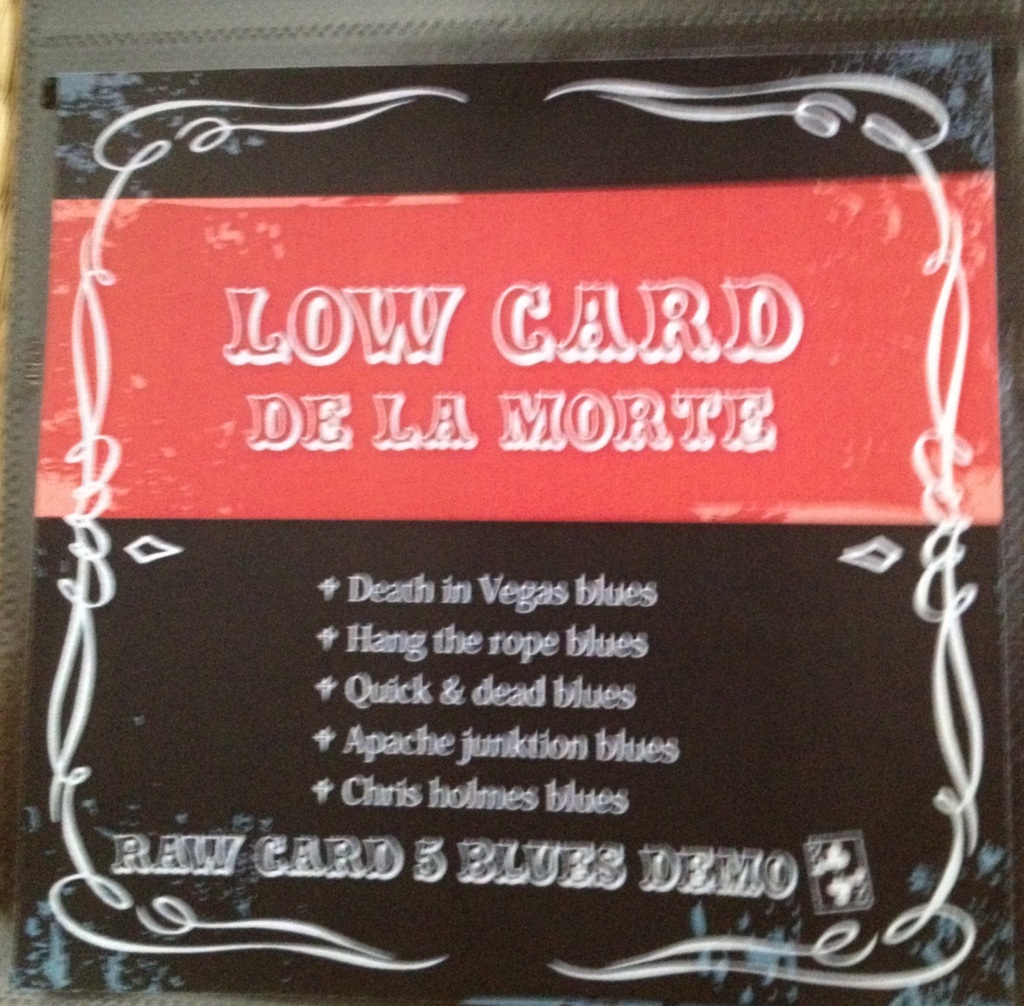 LOW CARD
DE LA MORTE
+ Death in Vegas blues
+ Hang the rope blues
+ Quick & dead blues
+ Apache junktion blues
+ Chris holmes blues
RAW CARD 5 BLUES DEMO